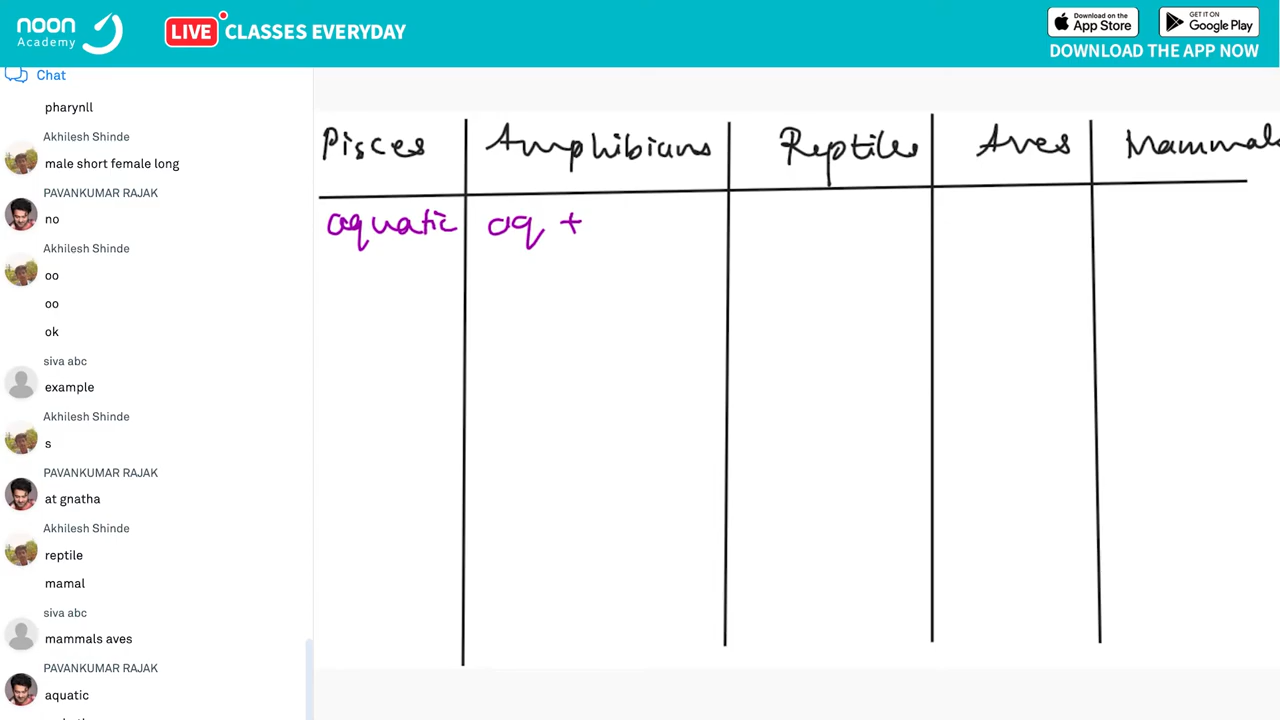 noon
Academy
LIVE CLASSES EVERYDAY
Download on the
App Store
GET IT ON
Google Play
DOWNLOAD THE APP NOW
Chat
pharynll
Akhilesh Shinde
male short female long
PAVANKUMAR RAJAK
no
Akhilesh Shinde
oo
oo
ok
siva abc
example
Akhilesh Shinde
s
PAVANKUMAR RAJAK
at gnatha
Akhilesh Shinde
reptile
mamal
siva abc
mammals aves
PAVANKUMAR RAJAK
aquatic
Pisces Amphibians Reptiles Aves Mammals
aquatic aq +